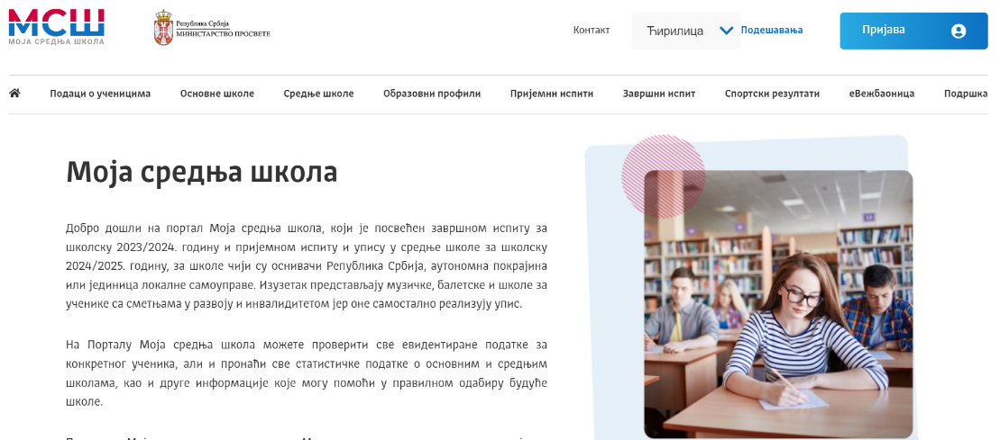 МСШ
МОЈА СРЕДЊА ШКОЛА
Република Србија
МИНИСТАРСТВО ПРОСВЕТЕ
Контакт
Ћирилица
Подешавања
Пријава
Подаци о ученицима
Основне школе
Средње школе
Образовни профили
Пријемни испити
Завршни испит
Спортски резултати
еВежбаоница
Подршка
Моја средња школа
Добро дошли на портал Моја средња школа, који је посвећен завршном испиту за
школску 2023/2024. годину и пријемном испиту и упису у средње школе за школску
2024/2025. годину, за школе чији су оснивачи Република Србија, аутономна покрајина
или јединица локалне самоуправе. Изузетак представљају музичке, балетске и школе за
ученике са сметњама у развоју и инвалидитетом јер оне самостално реализују упис.
На Порталу Моја средња школа можете проверити све евидентиране податке за
конкретног ученика, али и пронаћи све статистичке податке о основним и средњим
школама, као и друге информације које могу помоћи у правилном одабиру будуће
школе.